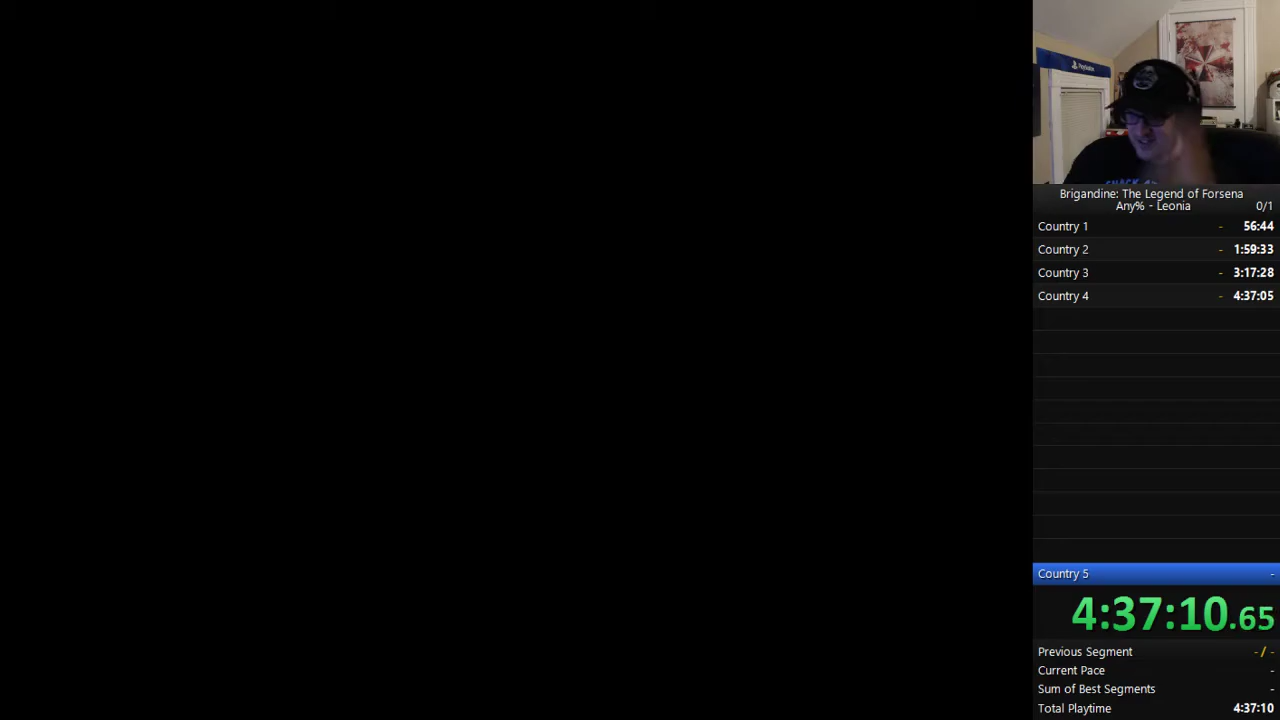 PlayStation
Brigandine: The Legend of Forsena
Any% - Leonia 0/1
Country 1 - 56:44
Country 2 - 1:59:33
Country 3 - 3:17:28
Country 4 - 4:37:05
Country 5 -
4:37:10.65
Previous Segment - / -
Current Pace -
Sum of Best Segments -
Total Playtime 4:37:10